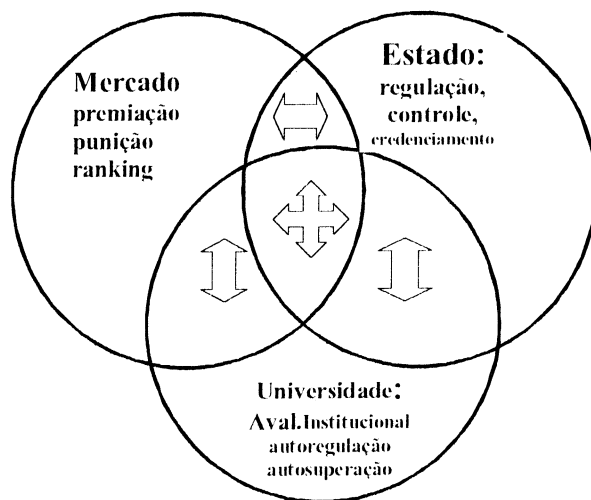 Mercado
premiação
punição
ranking
Estado:
regulação,
controle,
credenciamento
Universidade:
Aval.Institucional
autoregulação
autosuperação